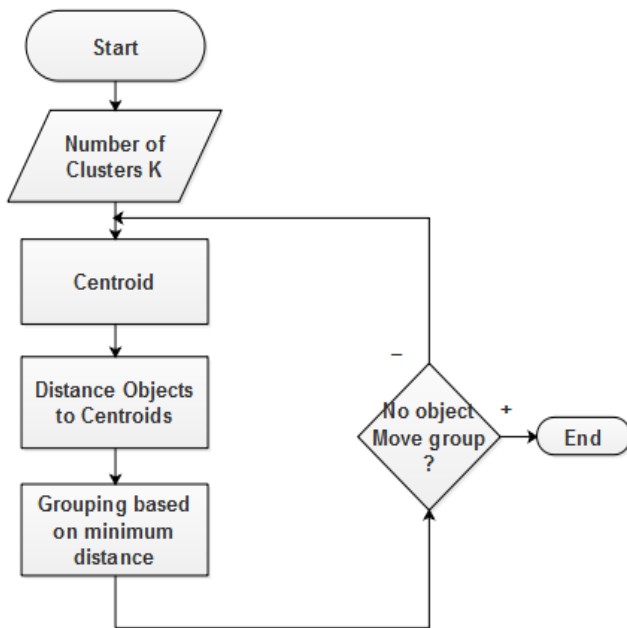 Start
Number of
Clusters K
Centroid
Distance Objects
to Centroids
Grouping based
on minimum
distance
−
No object
Move group
?
+
End